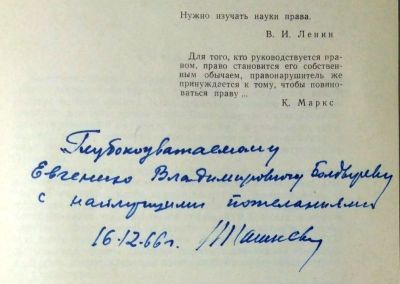 Нужно изучать науки права.
В. И. Ленин
Для того, кто руководствуется пра-
вом, право становится его собствен-
ным обычаем, правонарушитель же
принуждается к тому, чтобы повино-
ваться праву ...
К. Маркс
Глубокоуважаемому
Евгению Владимировичу Болдыреву
с наилучшими пожеланиями
16.12.66г.